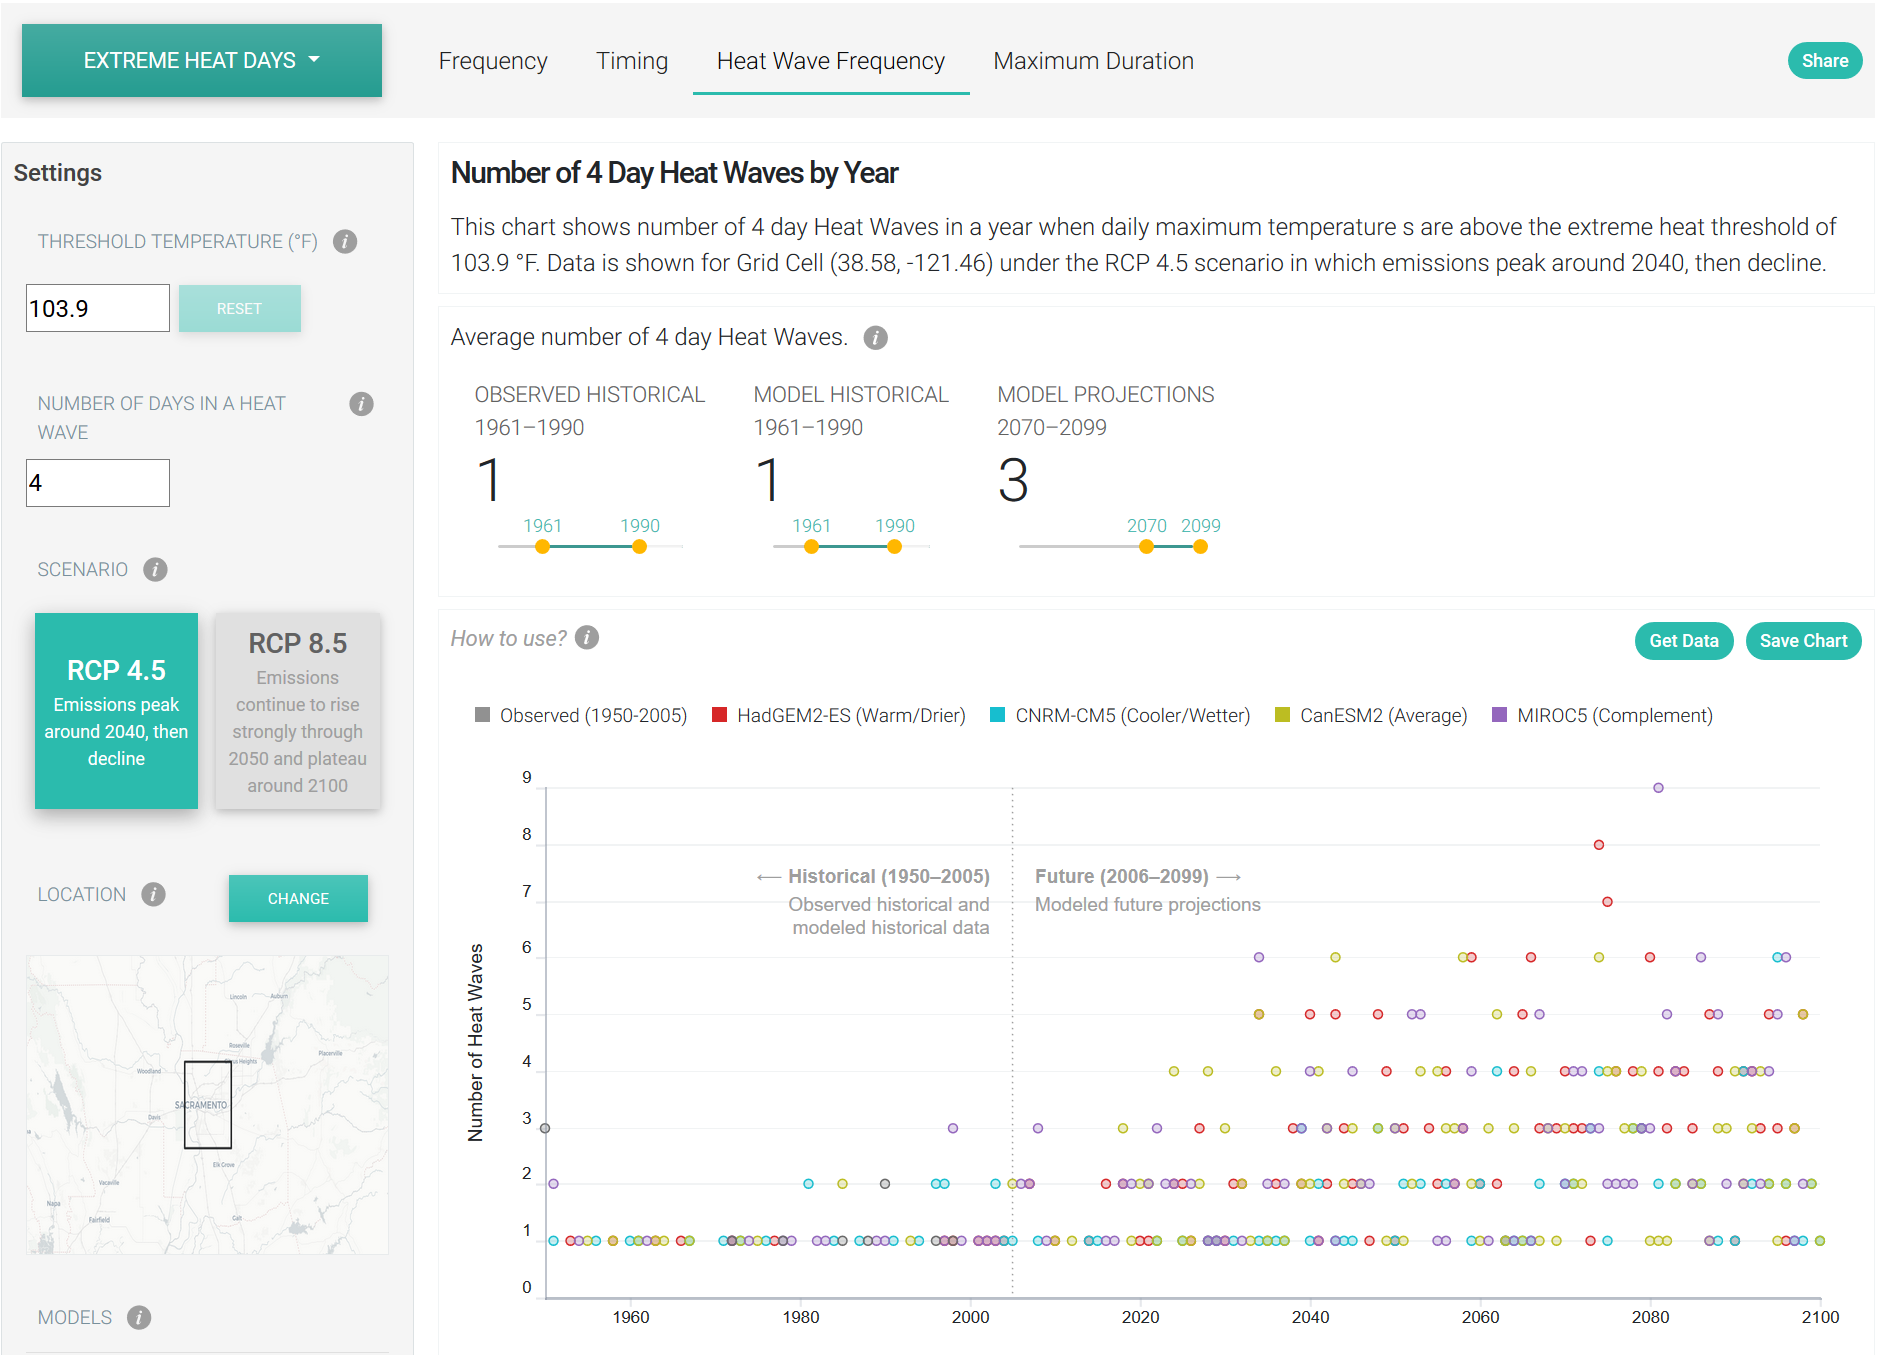 EXTREME HEAT DAYS
Frequency
Timing
Heat Wave Frequency
Maximum Duration
Share
Settings
THRESHOLD TEMPERATURE (°F)
103.9
RESET
NUMBER OF DAYS IN A HEAT
WAVE
4
SCENARIO
RCP 4.5
Emissions peak
around 2040, then
decline
RCP 8.5
Emissions
continue to rise
strongly through
2050 and plateau
around 2100
LOCATION
CHANGE
Lincoln
Auburn
Roseville
Placerville
Woodland
SACRAMENTO
Davis
Elk Grove
Vacaville
Napa
Fairfield
Galt
MODELS
Number of 4 Day Heat Waves by Year
This chart shows number of 4 day Heat Waves in a year when daily maximum temperature s are above the extreme heat threshold of
103.9 °F. Data is shown for Grid Cell (38.58, -121.46) under the RCP 4.5 scenario in which emissions peak around 2040, then decline.
Average number of 4 day Heat Waves.
OBSERVED HISTORICAL
1961–1990
1
1961 1990
MODEL HISTORICAL
1961–1990
1
1961 1990
MODEL PROJECTIONS
2070–2099
3
2070 2099
How to use?
Get Data
Save Chart
Observed (1950-2005)
HadGEM2-ES (Warm/Drier)
CNRM-CM5 (Cooler/Wetter)
CanESM2 (Average)
MIROC5 (Complement)
← Historical (1950–2005)
Observed historical and
modeled historical data
Future (2006–2099) →
Modeled future projections
Number of Heat Waves
9
8
7
6
5
4
3
2
1
0
1960 1980 2000 2020 2040 2060 2080 2100